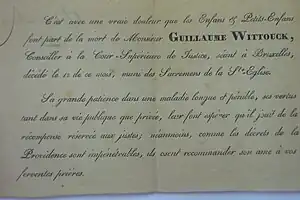 C'est avec une vraie douleur que les Enfans & Petits-Enfans
font part de la mort de Monsieur GUILLAUME WITTOUCK,
Conseiller à la Cour Supérieure de Justice, séant à Bruxelles,
décédé le 12 de ce mois, muni des Sacremens de la Ste Eglise.
Sa grande patience dans une maladie longue et pénible, ses vertus
tant dans sa vie publique que privée, leur font espérer qu'il jouit de la
récompense réservée aux justes; néanmoins, comme les décrets de la
Providence sont impénétrables, ils osent recommander son ame à vos
ferventes prières.